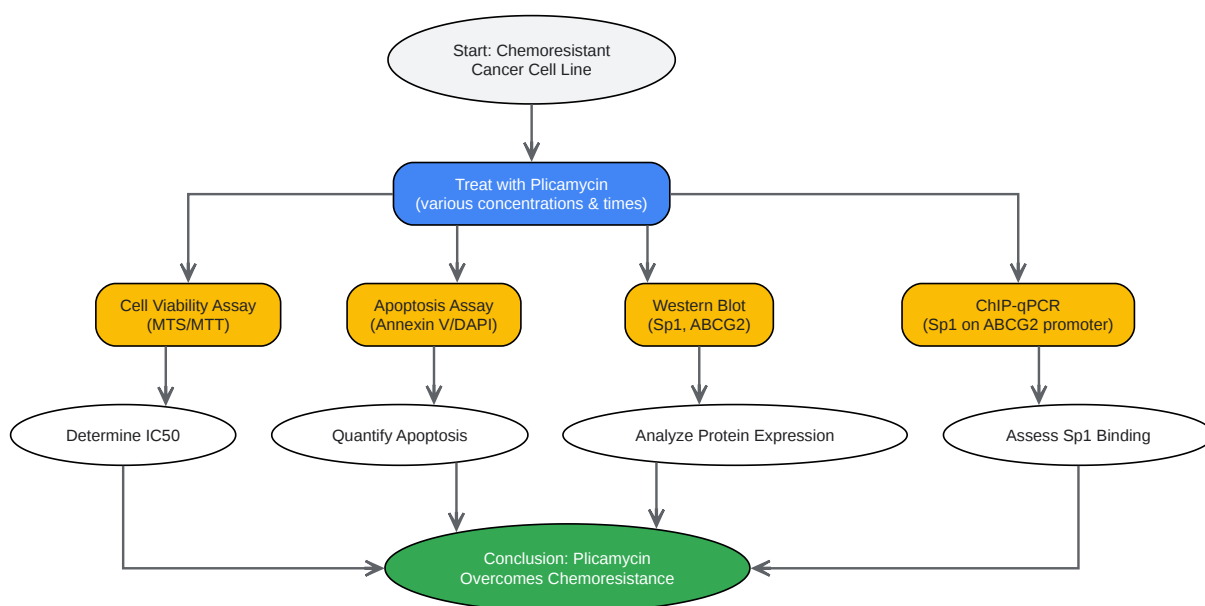 Start: Chemoresistant
Cancer Cell Line
Treat with Plicamycin
(various concentrations & times)
Cell Viability Assay
(MTS/MTT)
Apoptosis Assay
(Annexin V/DAPI)
Western Blot
(Sp1, ABCG2)
ChIP-qPCR
(Sp1 on ABCG2 promoter)
Determine IC50
Quantify Apoptosis
Analyze Protein Expression
Assess Sp1 Binding
Conclusion: Plicamycin
Overcomes Chemoresistance